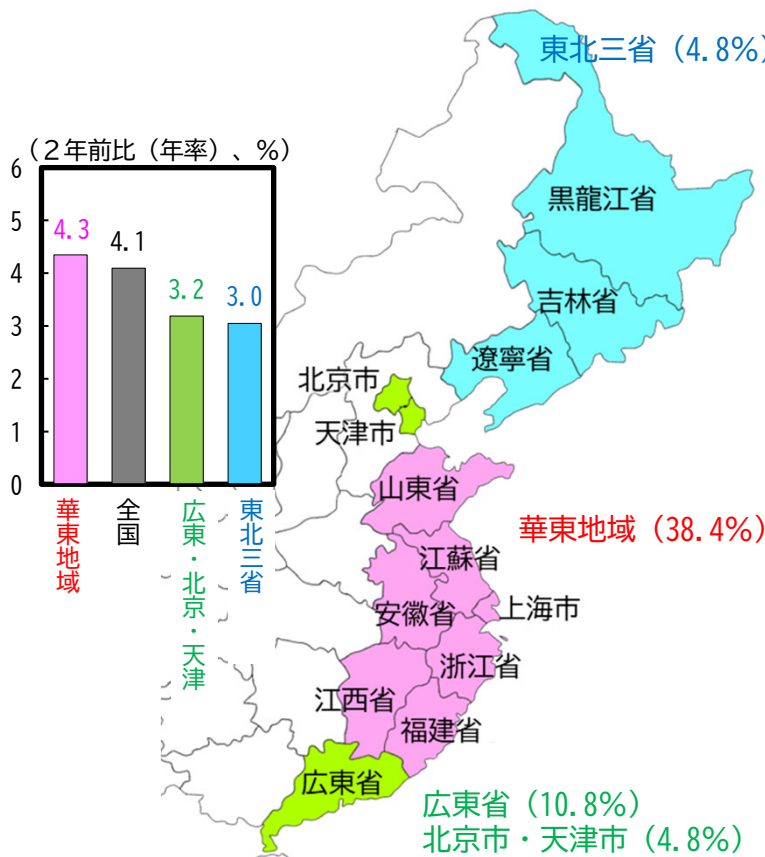 東北三省（4.8%）
（２年前比（年率）、%）
6
5
4
3
2
1
0
4.3
4.1
3.2
3.0
華東地域
全国
広東・北京・天津
東北三省
黒龍江省
吉林省
遼寧省
北京市
天津市
山東省
華東地域（38.4%）
江蘇省
安徽省
上海市
浙江省
江西省
福建省
広東省
広東省（10.8%）
北京市・天津市（4.8%）